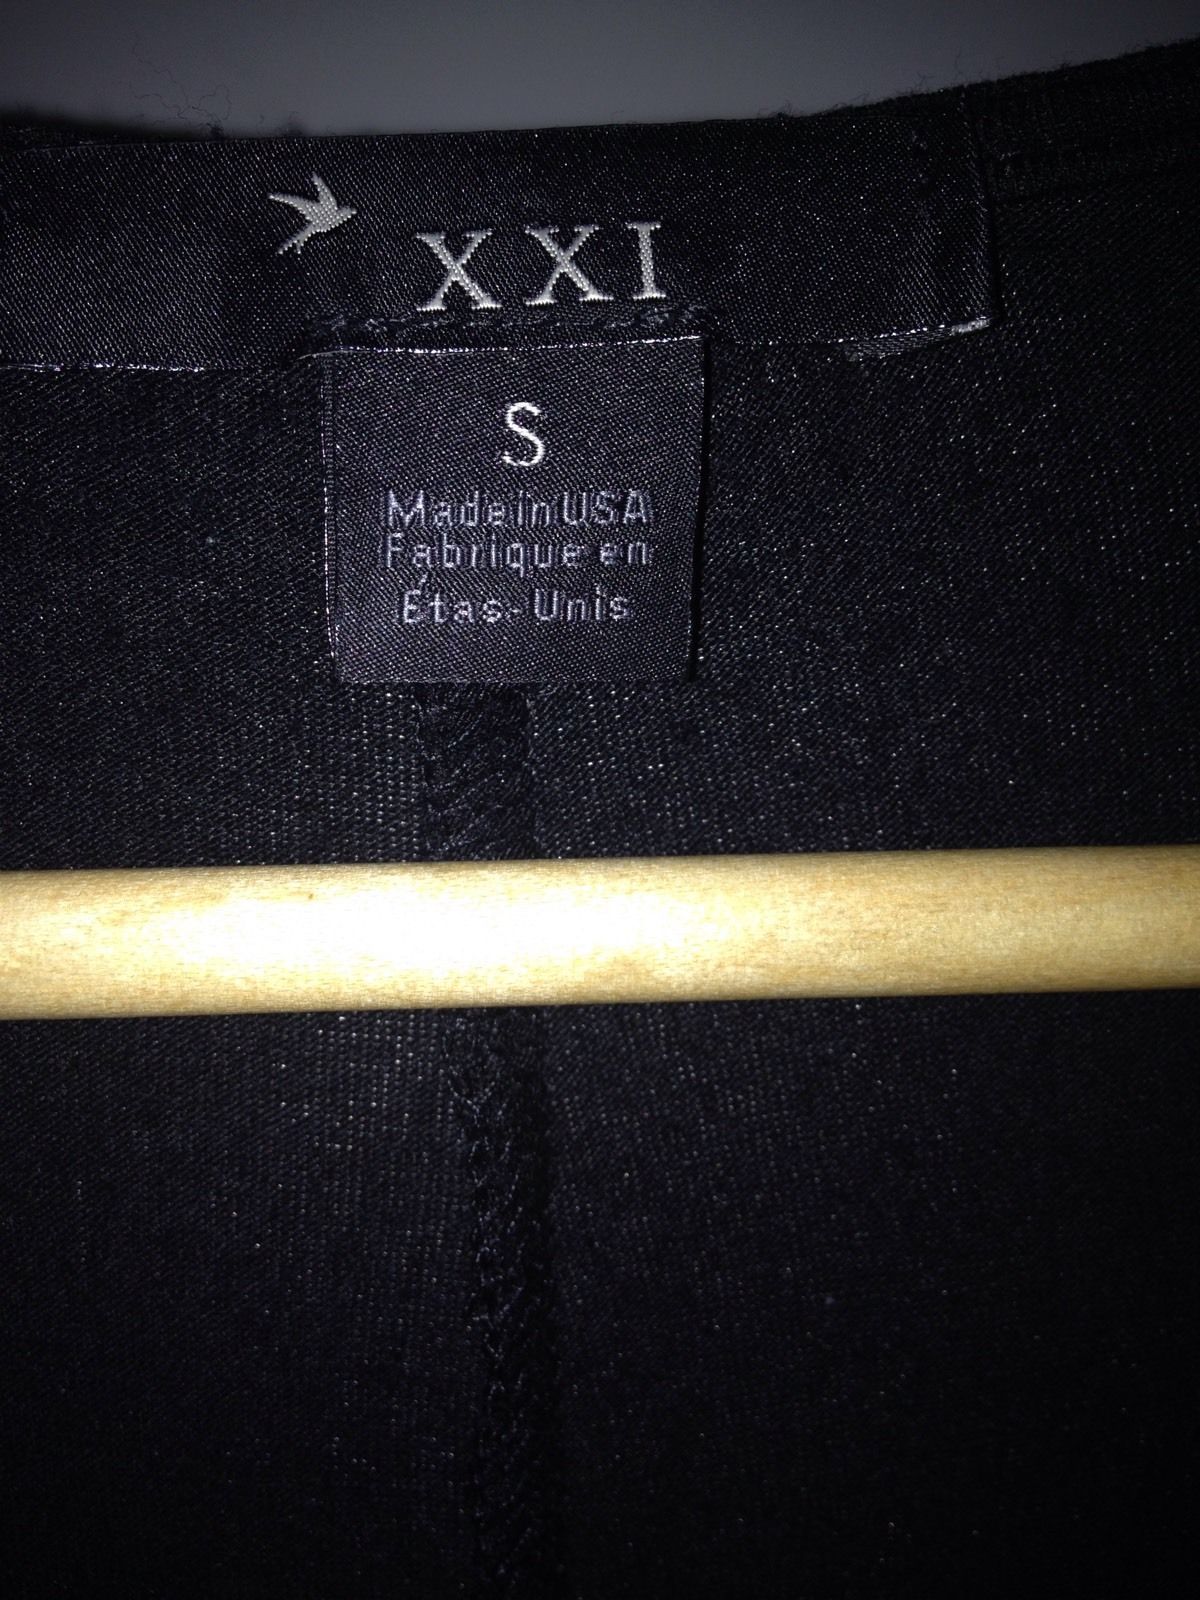 XXI
S
Made in USA
Fabrique en
Étas-Unis